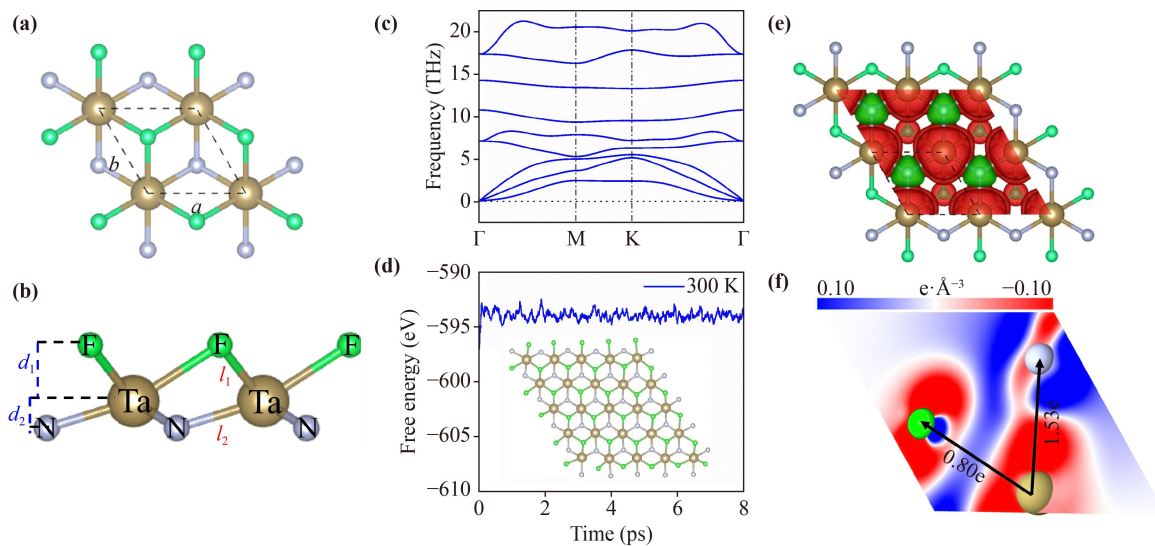 (a)
b
a
(b)
d1
d2
F
F
F
Ta
Ta
N
N
N
l1
l2
(c)
Frequency (THz)
20
15
10
5
0
Γ
M
K
Γ
(d)
Free energy (eV)
−590
−595
−600
−605
−610
300 K
0
2
4
6
8
Time (ps)
(e)
(f)
0.10
e·Å⁻³
−0.10
0.80e
1.53e